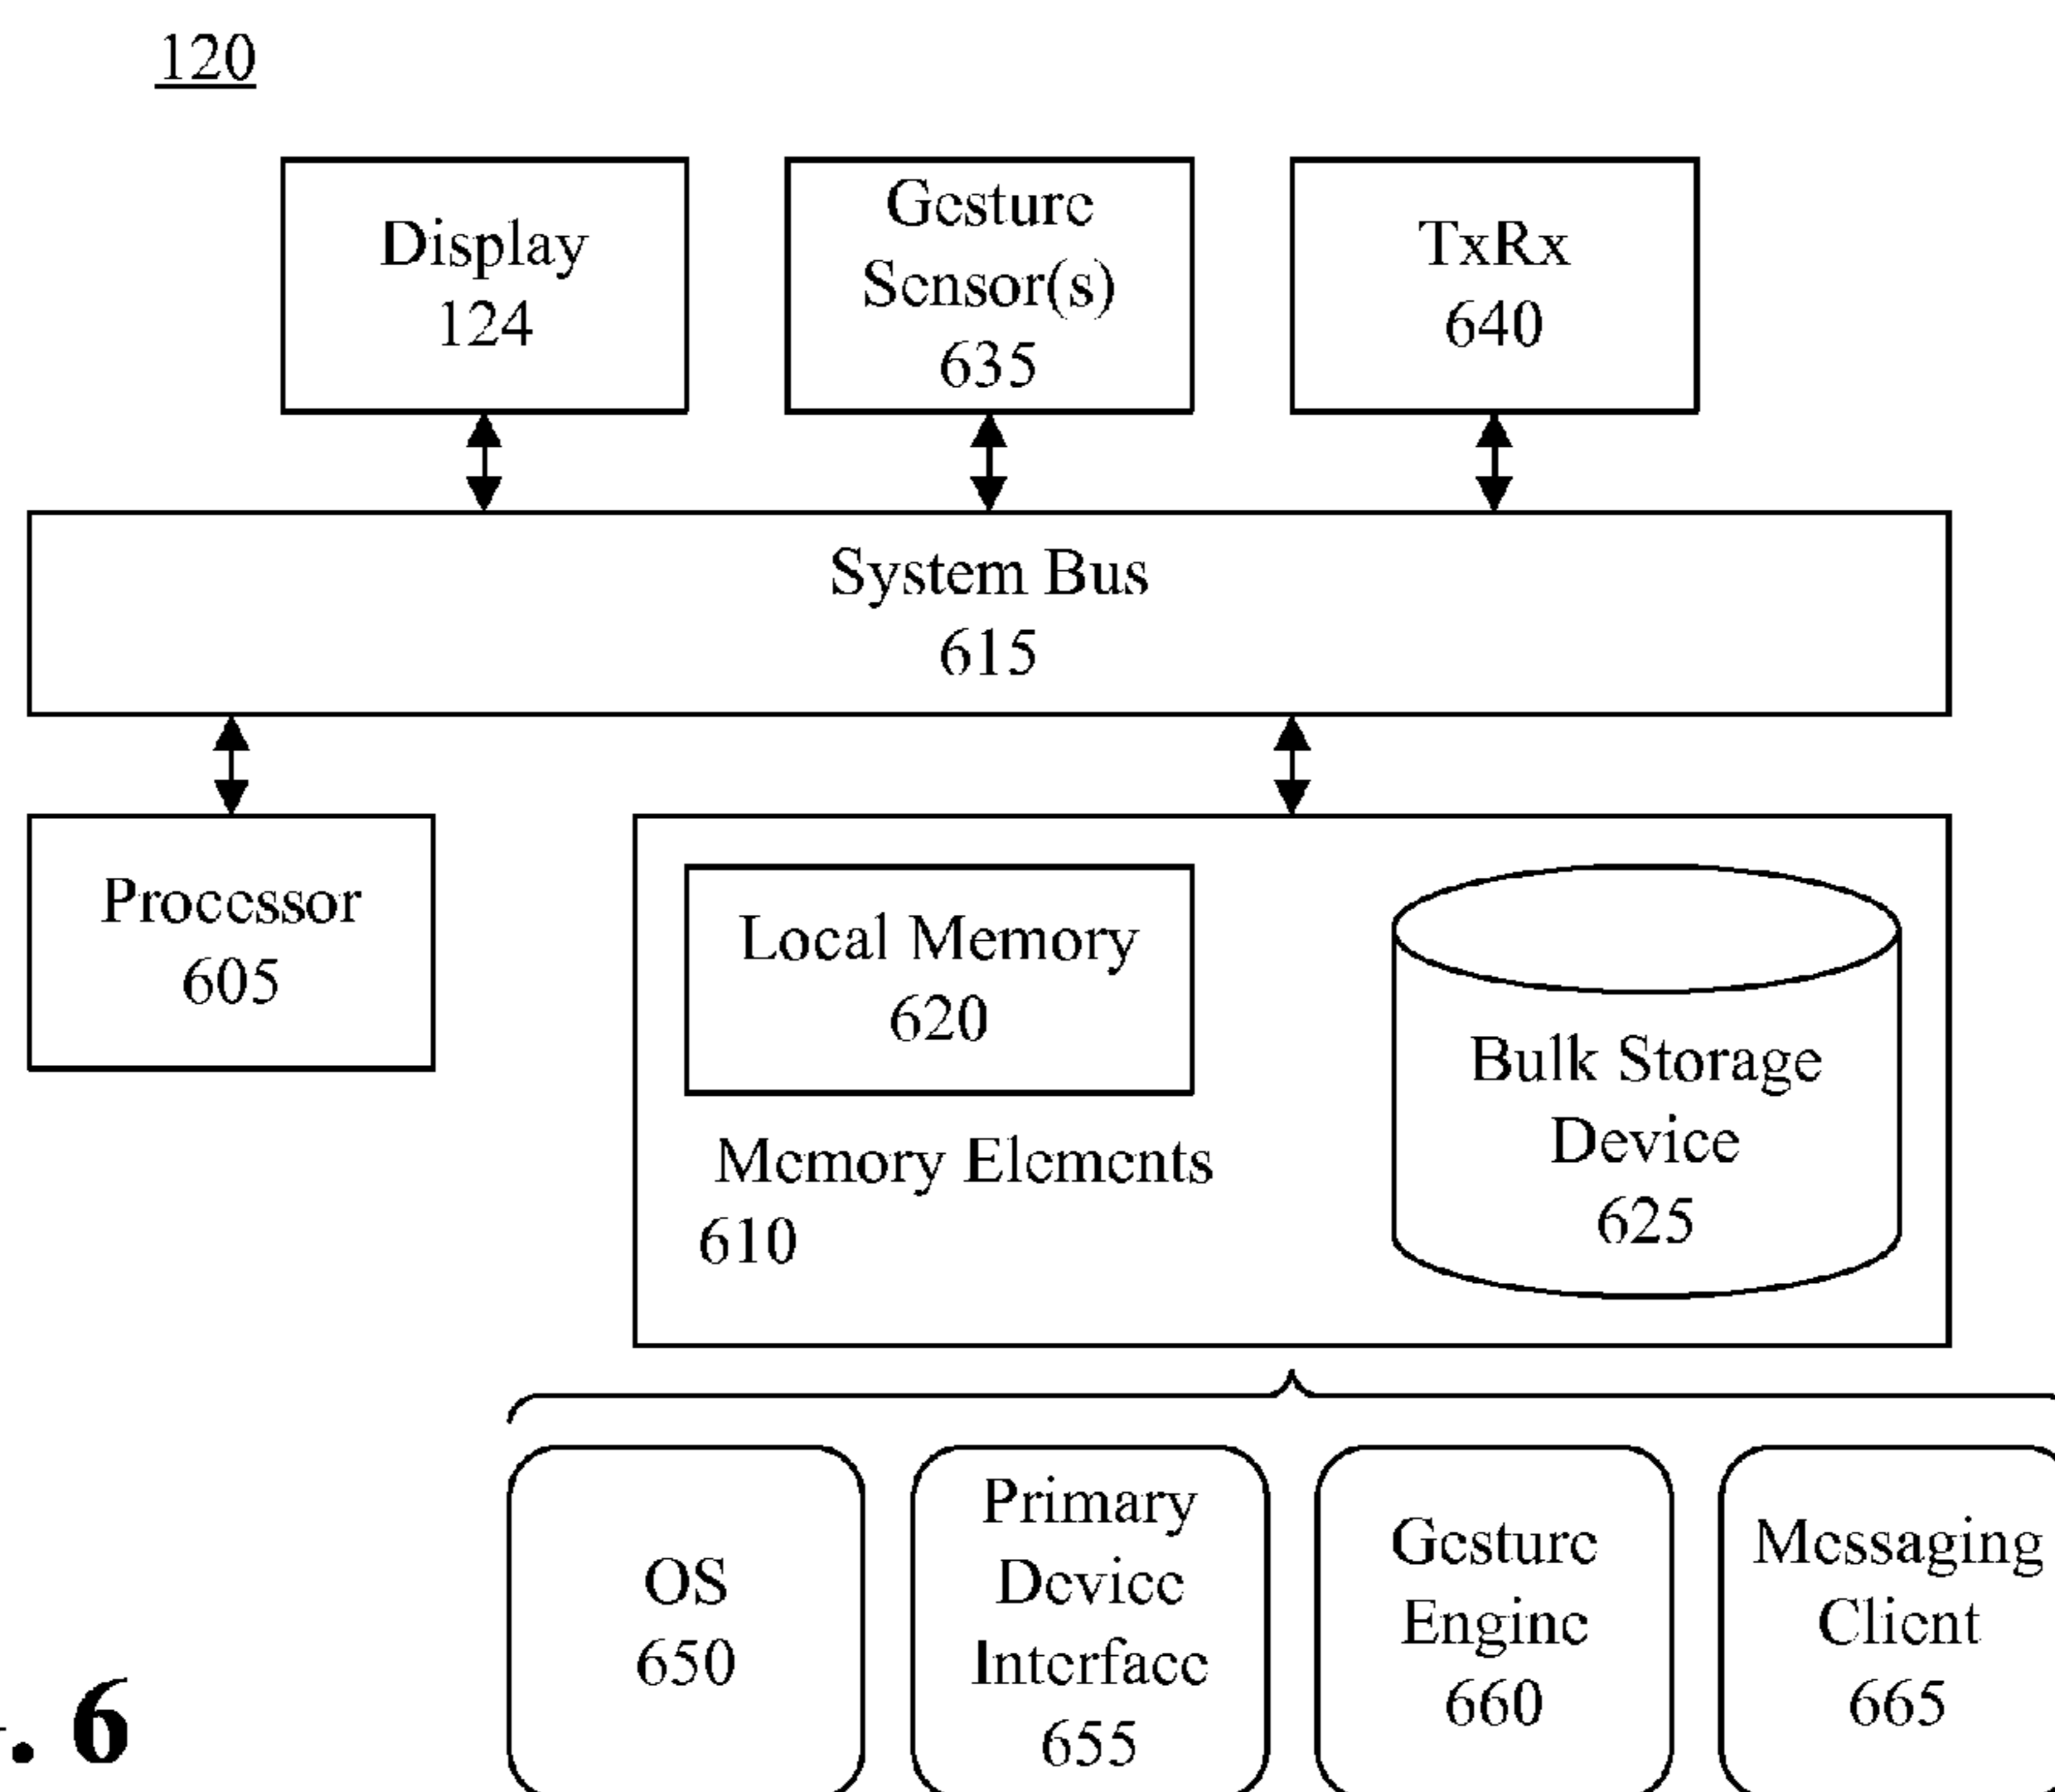 120
Display
124
Gesture
Sensor(s)
635
TxRx
640
System Bus
615
Processor
605
Local Memory
620
Memory Elements
610
Bulk Storage
Device
625
OS
650
Primary
Device
Interface
655
Gesture
Engine
660
Messaging
Client
665
. 6